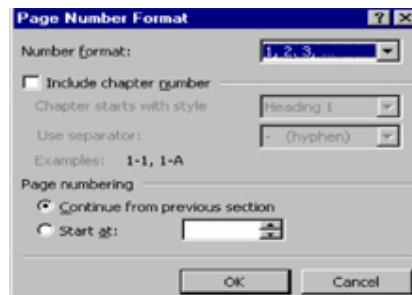 Page Number Format
Number format: 1, 2, 3, ...
Include chapter number
Chapter starts with style Heading 1
Use separator: - (hyphen)
Examples: 1-1, 1-A
Page numbering
Continue from previous section
Start at:
OK Cancel